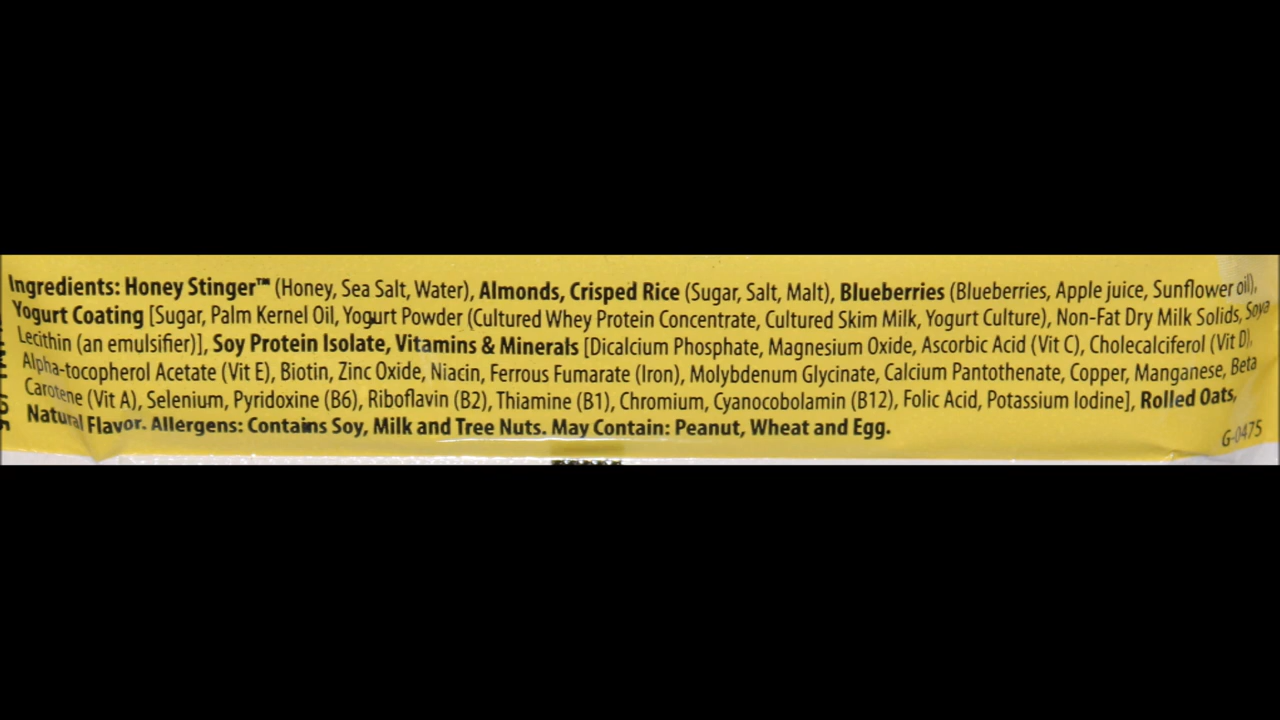 Ingredients: Honey Stinger™ (Honey, Sea Salt, Water), Almonds, Crisped Rice (Sugar, Salt, Malt), Blueberries (Blueberries, Apple juice, Sunflower oil),
Yogurt Coating [Sugar, Palm Kernel Oil, Yogurt Powder (Cultured Whey Protein Concentrate, Cultured Skim Milk, Yogurt Culture), Non-Fat Dry Milk Solids, Soya
Lecithin (an emulsifier)], Soy Protein Isolate, Vitamins & Minerals [Dicalcium Phosphate, Magnesium Oxide, Ascorbic Acid (Vit C), Cholecalciferol (Vit D),
Alpha-tocopherol Acetate (Vit E), Biotin, Zinc Oxide, Niacin, Ferrous Fumarate (Iron), Molybdenum Glycinate, Calcium Pantothenate, Copper, Manganese, Beta
Carotene (Vit A), Selenium, Pyridoxine (B6), Riboflavin (B2), Thiamine (B1), Chromium, Cyanocobolamin (B12), Folic Acid, Potassium Iodine], Rolled Oats,
Natural Flavor. Allergens: Contains Soy, Milk and Tree Nuts. May Contain: Peanut, Wheat and Egg.
G-0475